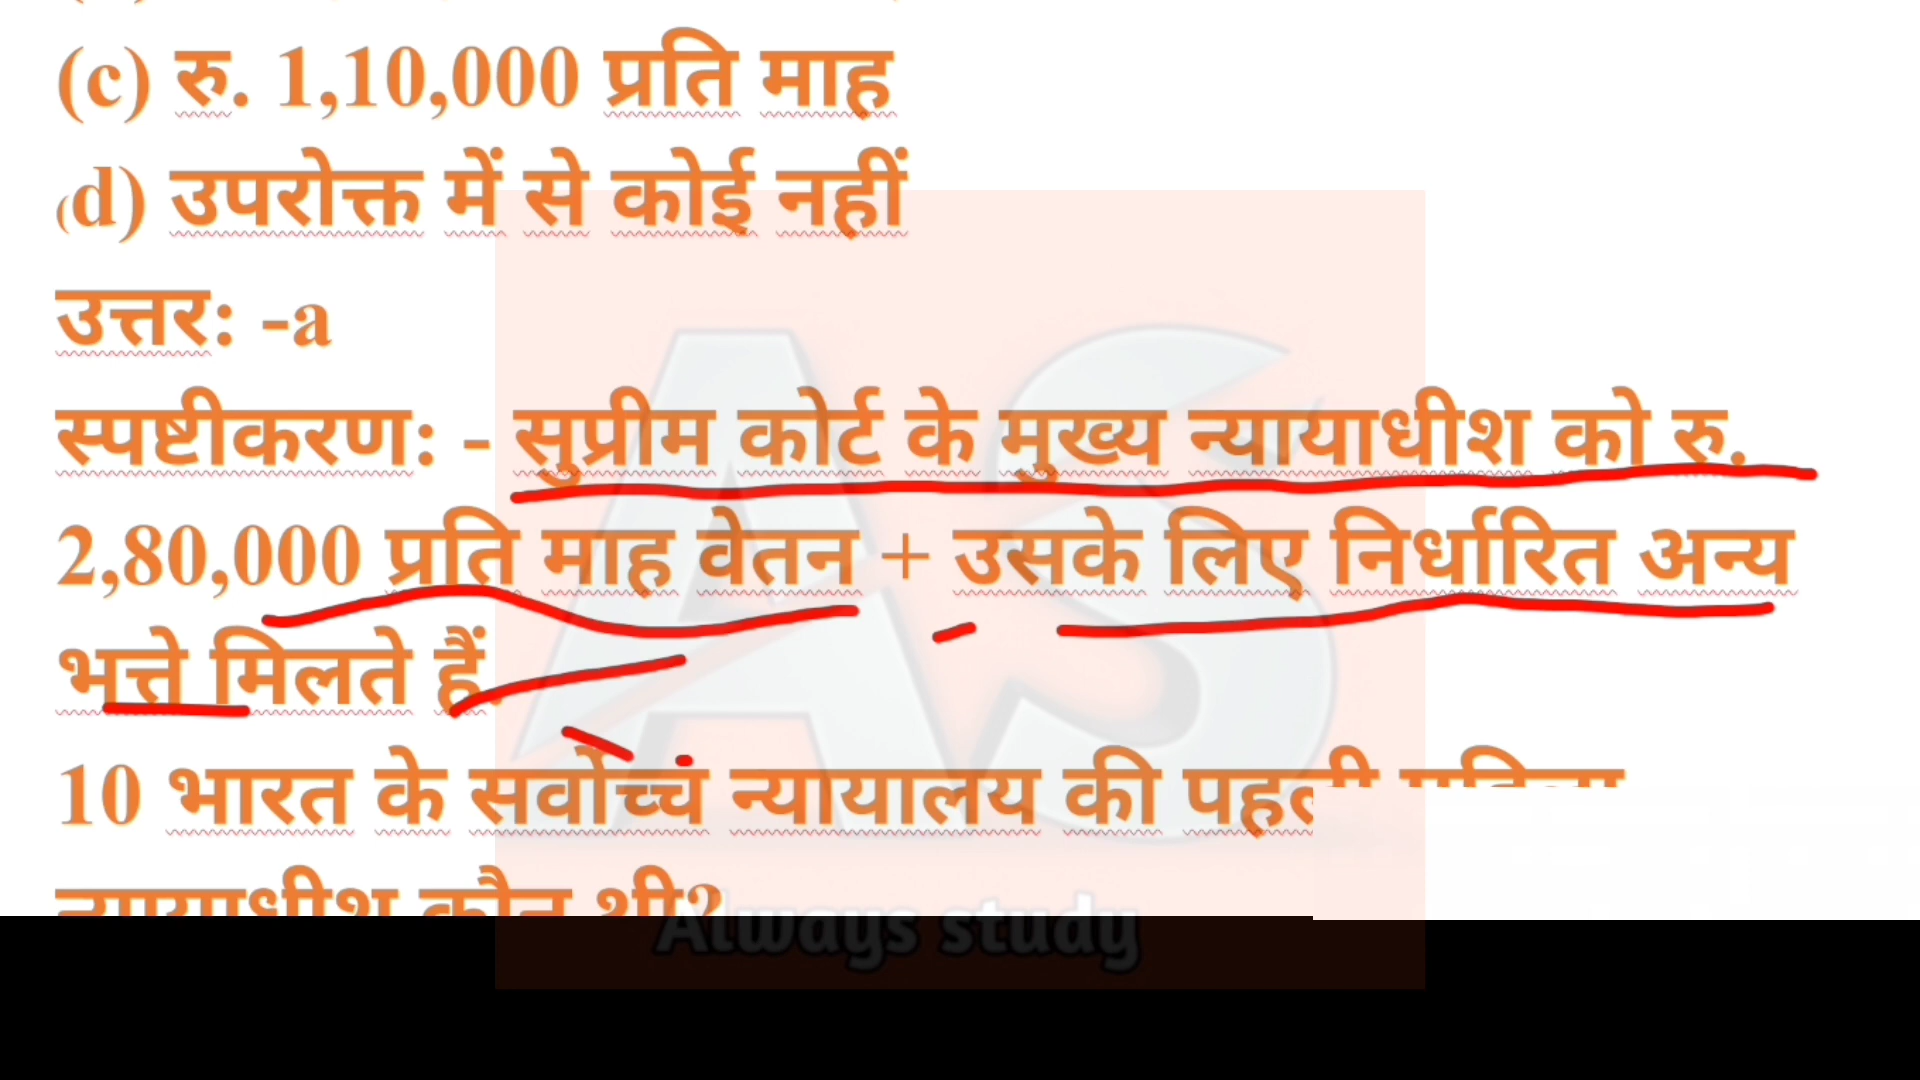 (c) रु. 1,10,000 प्रति माह
(d) उपरोक्त में से कोई नहीं
उत्तर: -a
स्पष्टीकरण: - सुप्रीम कोर्ट के मुख्य न्यायाधीश को रु.
2,80,000 प्रति माह वेतन + उसके लिए निर्धारित अन्य
भत्ते मिलते हैं.
10 भारत के सर्वोच्च न्यायालय की
AS
Always study